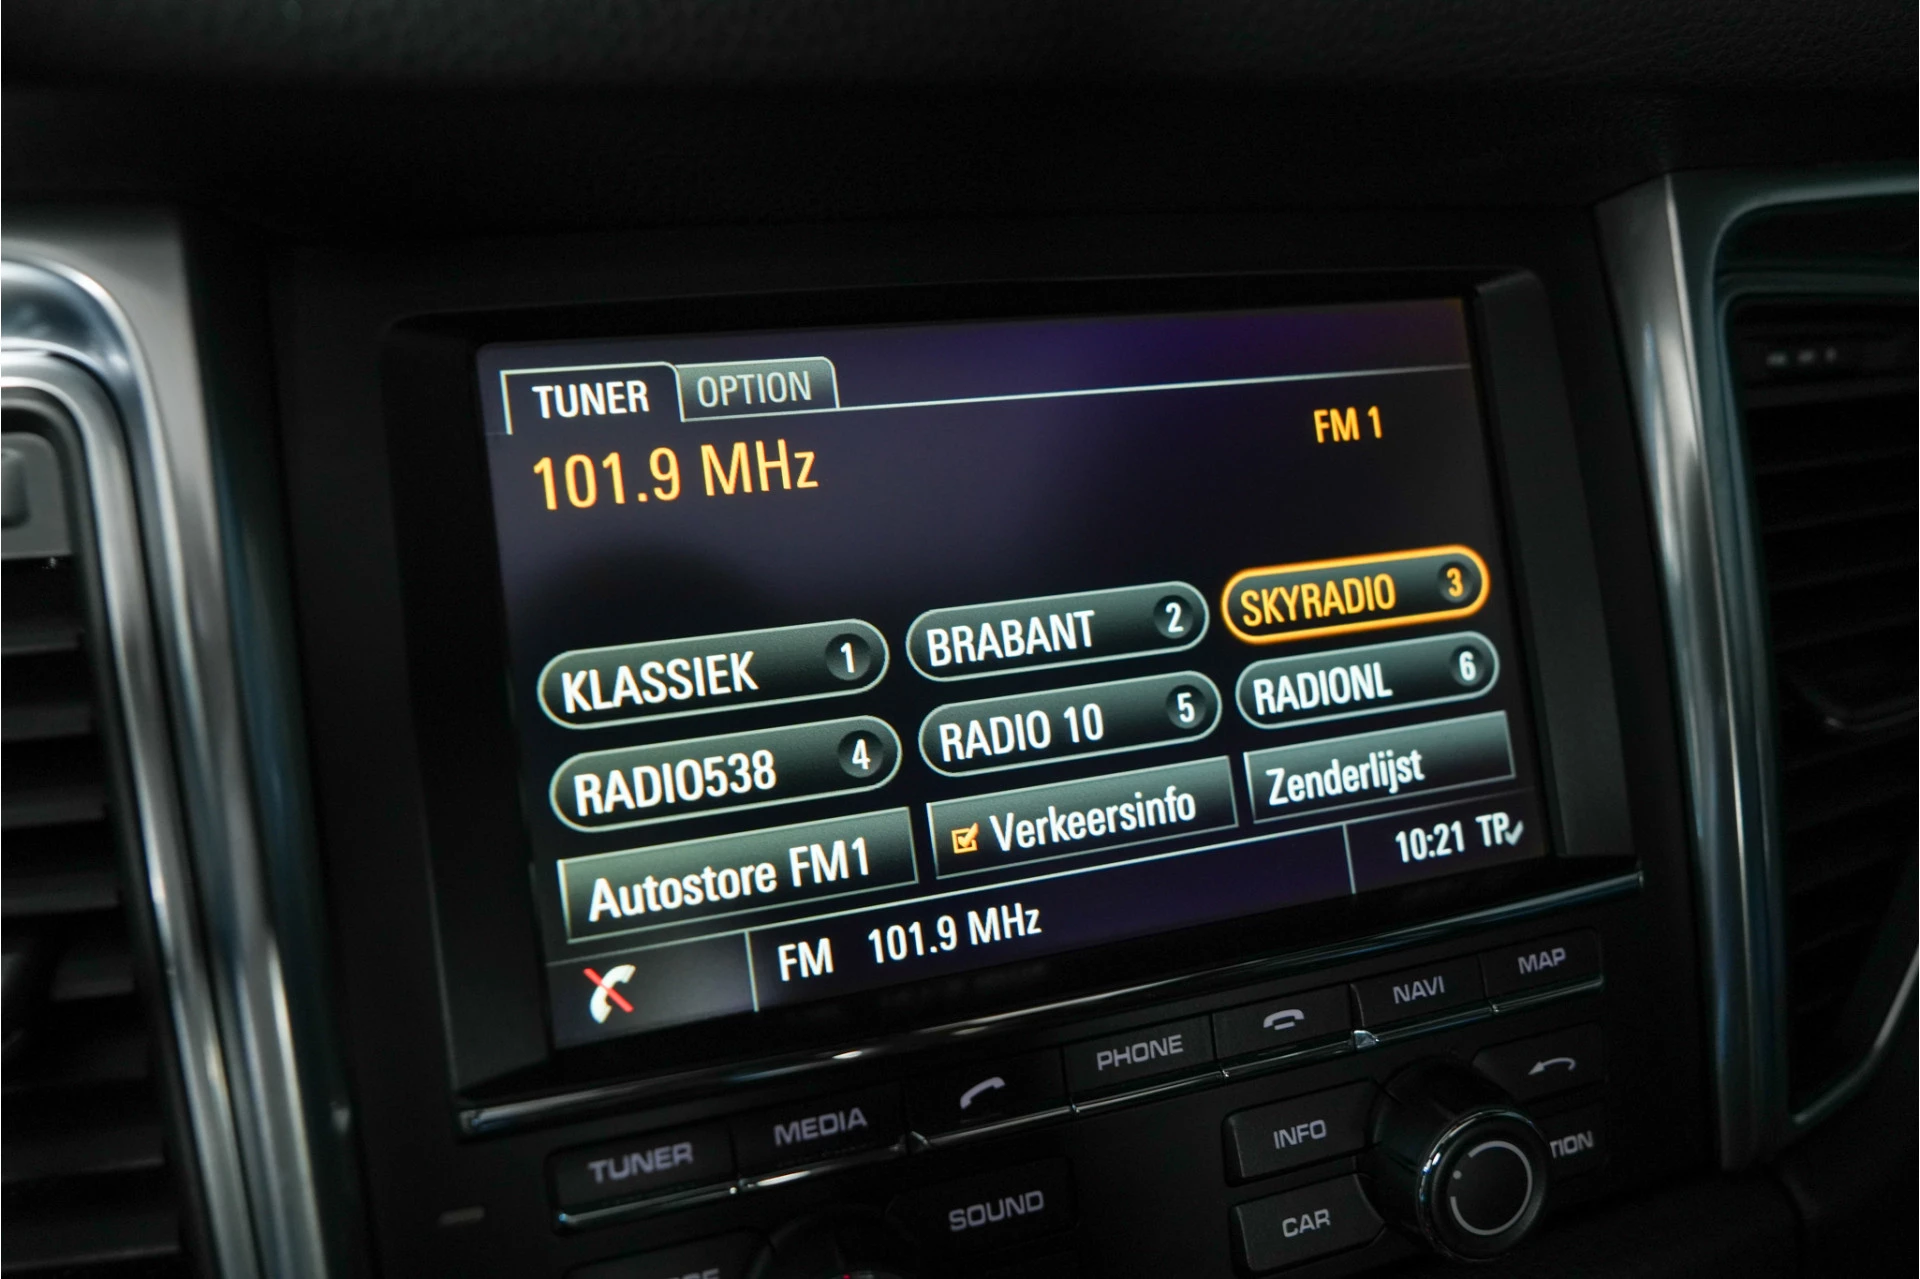 TUNER OPTION
101.9 MHz FM 1
KLASSIEK 1 BRABANT 2 SKYRADIO 3
RADIO538 4 RADIO 10 5 RADIONL 6
Autostore FM1 Verkeersinfo Zenderlijst
FM 101.9 MHz 10:21 TP
TUNER MEDIA PHONE NAVI MAP
SOUND INFO
CAR